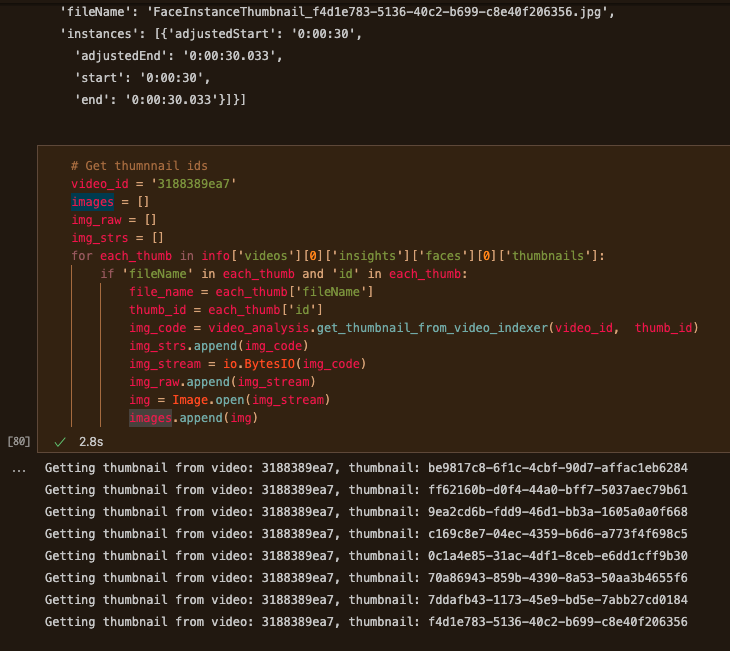 'fileName': 'FaceInstanceThumbnail_f4d1e783-5136-40c2-b699-c8e40f206356.jpg',
'instances': [{'adjustedStart': '0:00:30',
'adjustedEnd': '0:00:30.033',
'start': '0:00:30',
'end': '0:00:30.033'}]}]
# Get thumnnail ids
video_id = '3188389ea7'
images = []
img_raw = []
img_strs = []
for each_thumb in info['videos'][0]['insights']['faces'][0]['thumbnails']:
if 'fileName' in each_thumb and 'id' in each_thumb:
file_name = each_thumb['fileName']
thumb_id = each_thumb['id']
img_code = video_analysis.get_thumbnail_from_video_indexer(video_id,  thumb_id)
img_strs.append(img_code)
img_stream = io.BytesIO(img_code)
img_raw.append(img_stream)
img = Image.open(img_stream)
images.append(img)
[80] ✓ 2.8s
... Getting thumbnail from video: 3188389ea7, thumbnail: be9817c8-6f1c-4cbf-90d7-affac1eb6284
Getting thumbnail from video: 3188389ea7, thumbnail: ff62160b-d0f4-44a0-bff7-5037aec79b61
Getting thumbnail from video: 3188389ea7, thumbnail: 9ea2cd6b-fdd9-46d1-bb3a-1605a0a0f668
Getting thumbnail from video: 3188389ea7, thumbnail: c169c8e7-04ec-4359-b6d6-a773f4f698c5
Getting thumbnail from video: 3188389ea7, thumbnail: 0c1a4e85-31ac-4df1-8ceb-e6dd1cff9b30
Getting thumbnail from video: 3188389ea7, thumbnail: 70a86943-859b-4390-8a53-50aa3b4655f6
Getting thumbnail from video: 3188389ea7, thumbnail: 7ddafb43-1173-45e9-bd5e-7abb27cd0184
Getting thumbnail from video: 3188389ea7, thumbnail: f4d1e783-5136-40c2-b699-c8e40f206356